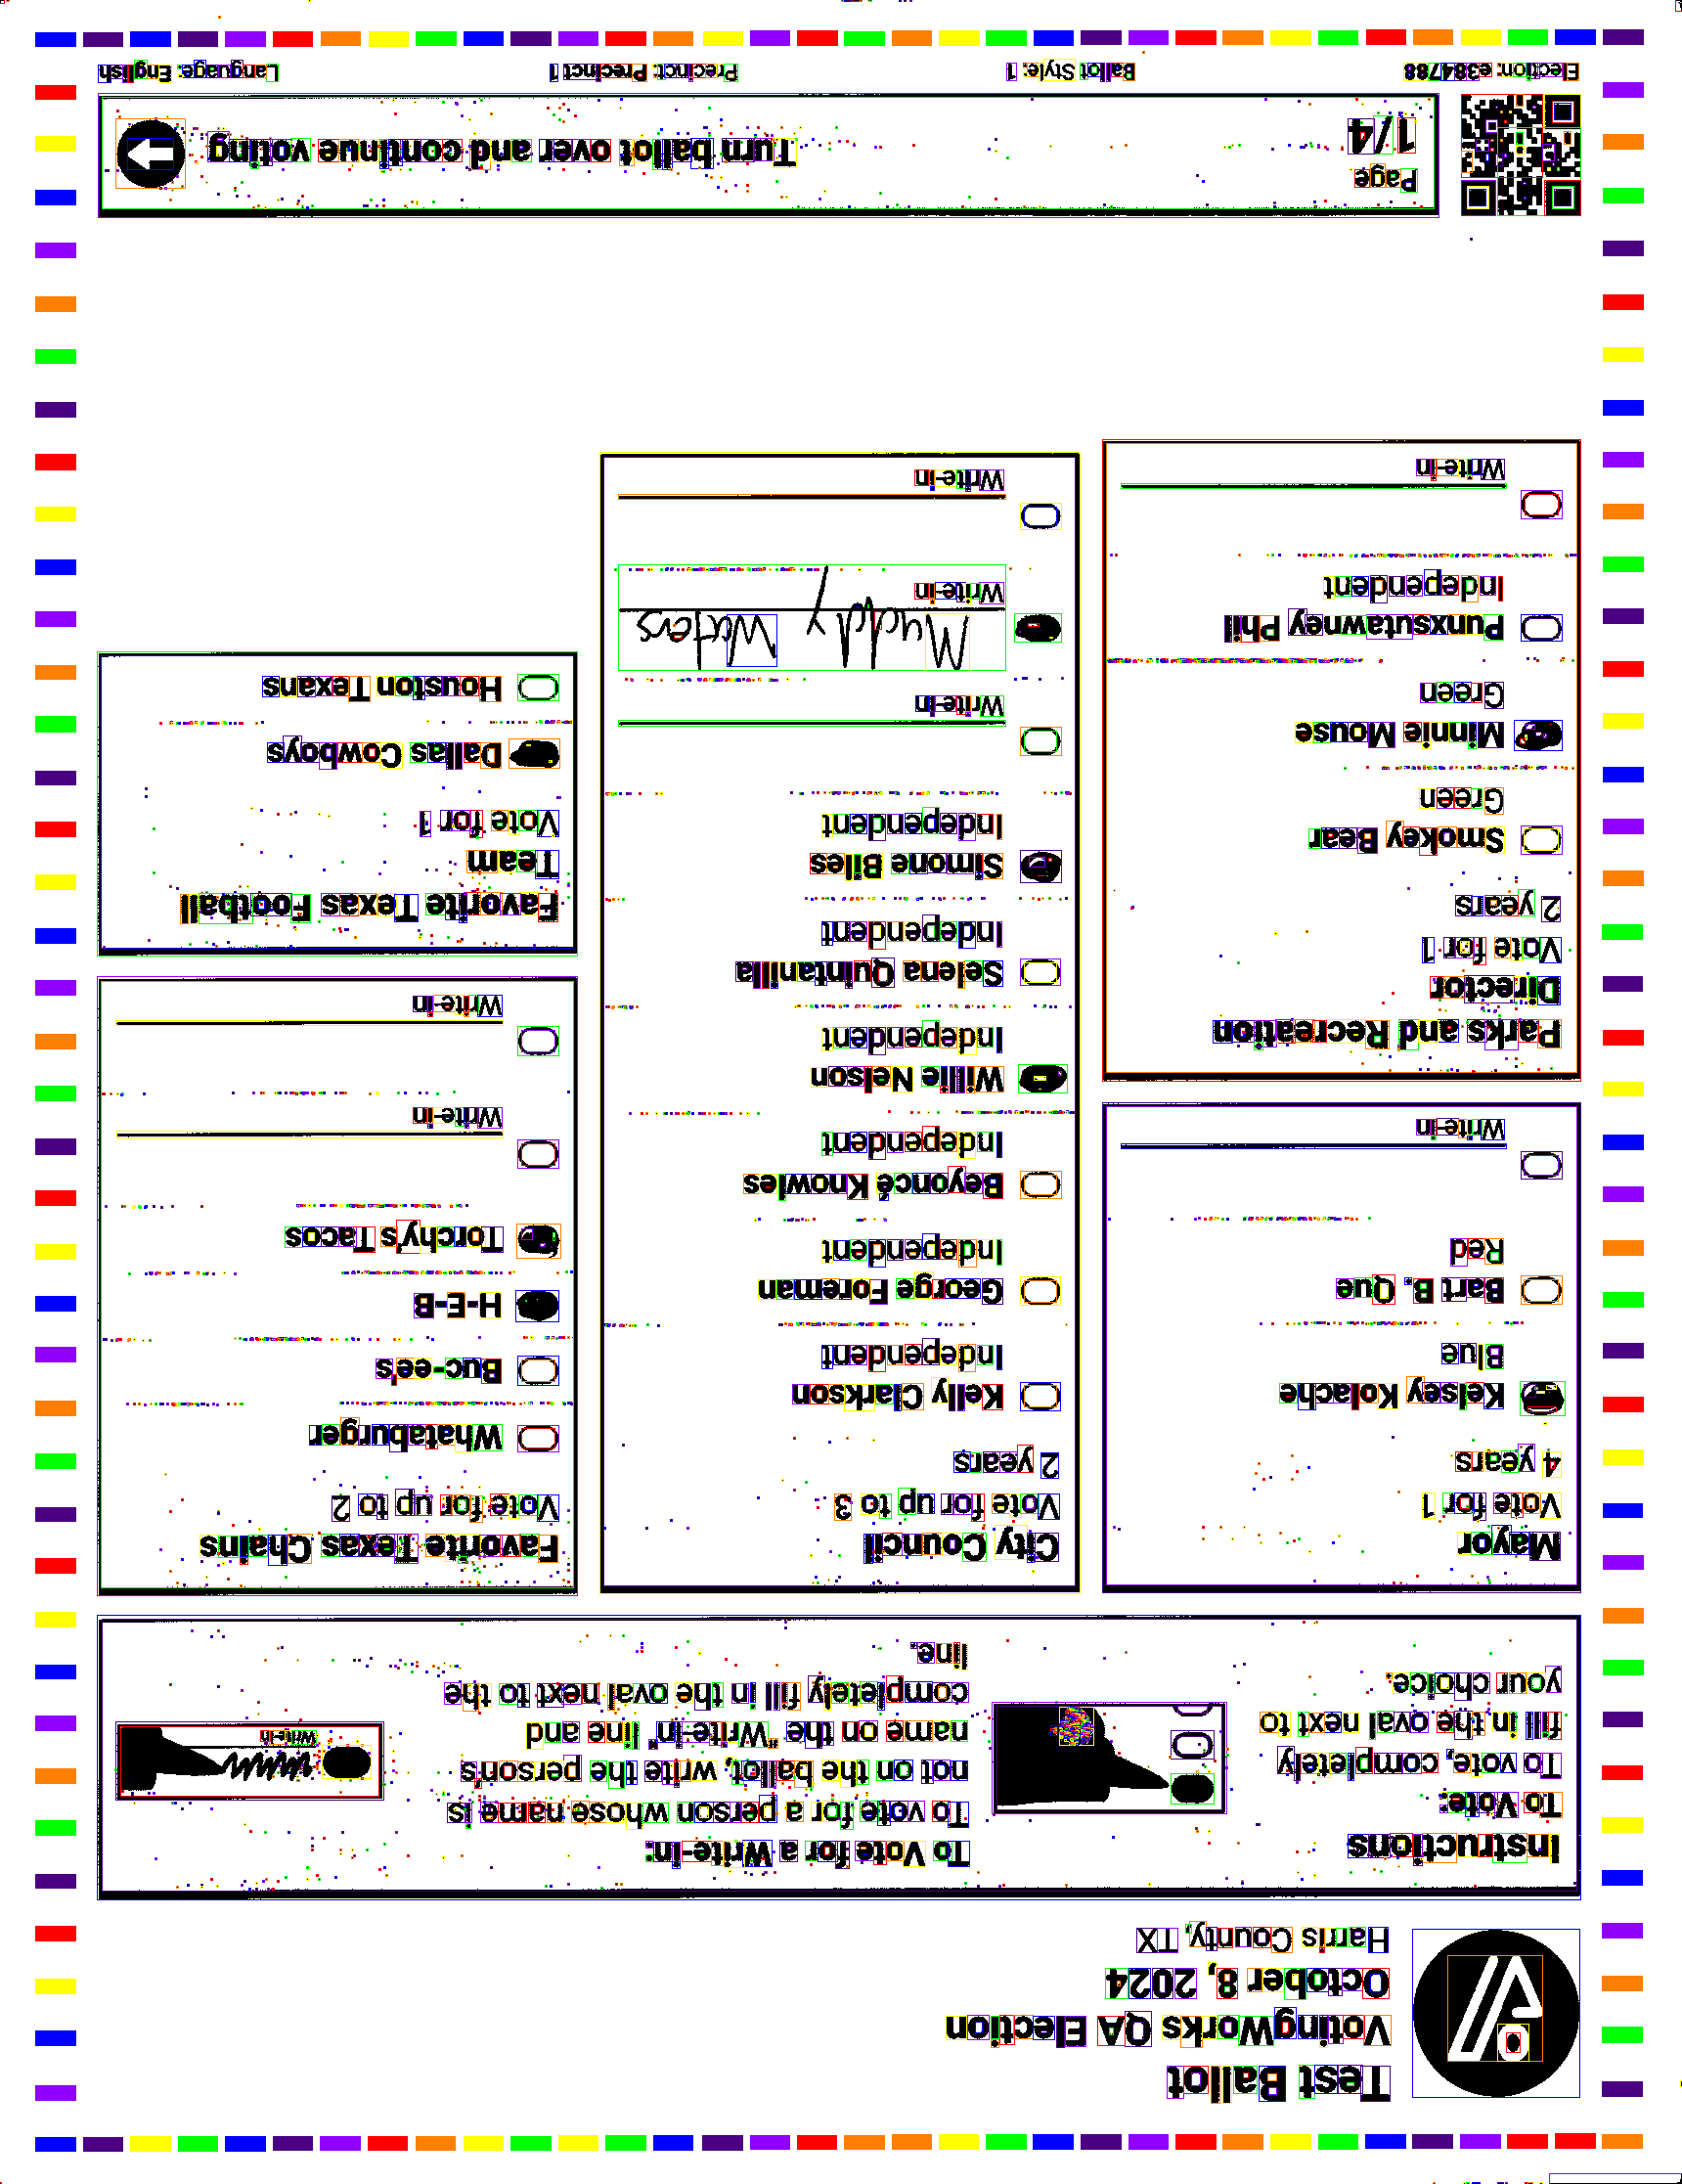 Test Ballot
VotingWorks QA Election
October 8, 2024
Harris County, TX
Instructions
To Vote:
To vote, completely
fill in the oval next to
your choice.
To Vote for a Write-in:
To vote for a person whose name is
not on the ballot, write the person's
name on the "Write-in" line and
completely fill in the oval next to the
line.
Write-in
Mayor
Vote for 1
4 years
Kelsey Kolache
Blue
Bart B. Que
Red
Write-in
Parks and Recreation
Director
Vote for 1
2 years
Smokey Bear
Green
Minnie Mouse
Green
Punxsutawney Phil
Independent
Write-in
City Council
Vote for up to 3
2 years
Kelly Clarkson
Independent
George Foreman
Independent
Beyoncé Knowles
Independent
Willie Nelson
Independent
Selena Quintanilla
Independent
Simone Biles
Independent
Write-in
Muddy Waters
Write-in
Write-in
Favorite Texas Chains
Vote for up to 2
Whataburger
Buc-ee's
H-E-B
Torchy's Tacos
Write-in
Write-in
Favorite Texas Football
Team
Vote for 1
Dallas Cowboys
Houston Texans
Page
1/4
Turn ballot over and continue voting
Election: e384788
Ballot Style: 1
Precinct: Precinct 1
Language: English